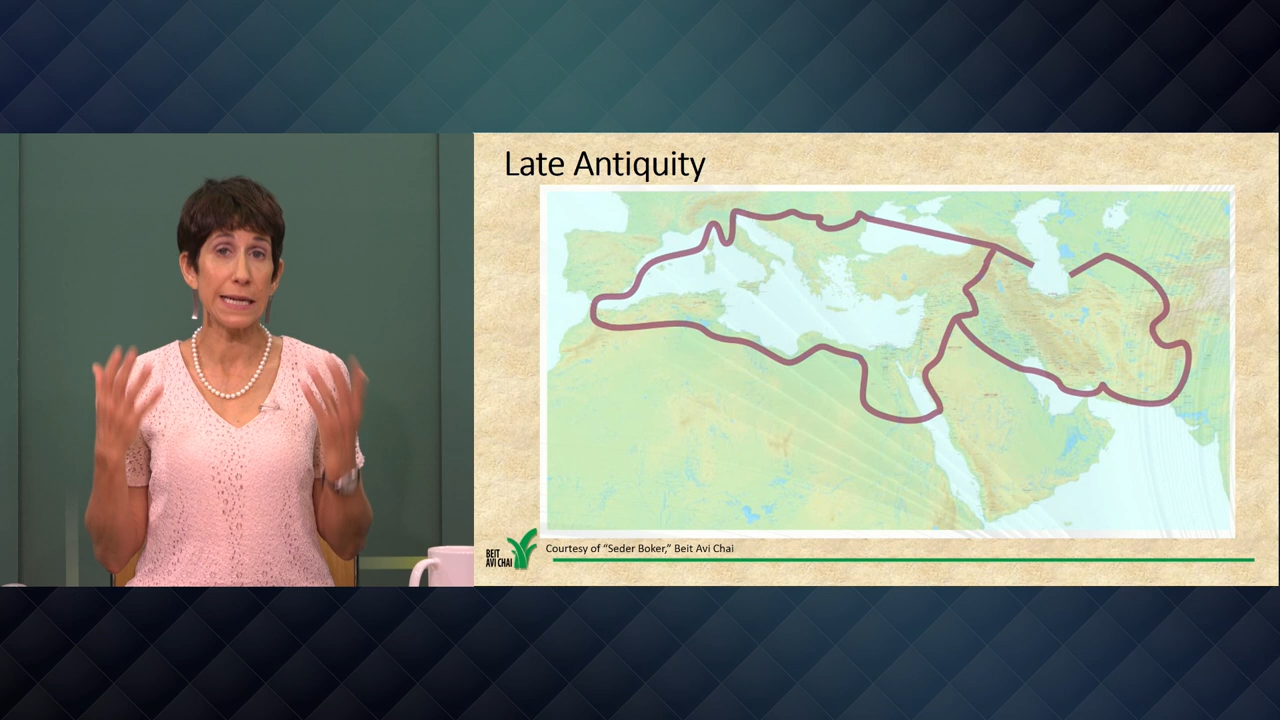 Late Antiquity
BEIT
AVI CHAI
Courtesy of “Seder Boker,” Beit Avi Chai